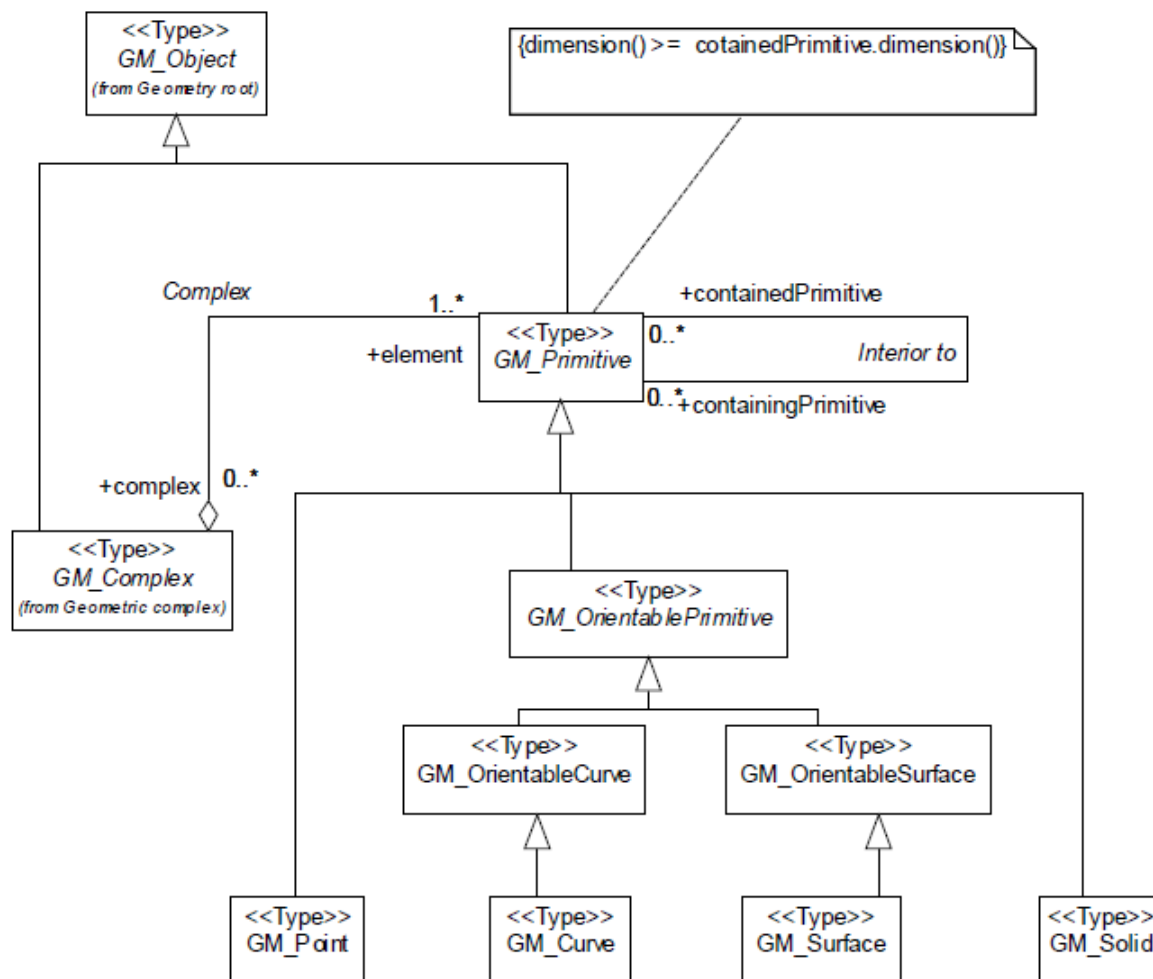 <<Type>>
GM_Object
(from Geometry root)
{dimension() >= cotainedPrimitive.dimension()}
Complex
1..*
+element
<<Type>>
GM_Primitive
+containedPrimitive
0..*
Interior to
0..*
+containingPrimitive
+complex
0..*
<<Type>>
GM_Complex
(from Geometric complex)
<<Type>>
GM_OrientablePrimitive
<<Type>>
GM_OrientableCurve
<<Type>>
GM_OrientableSurface
<<Type>>
GM_Point
<<Type>>
GM_Curve
<<Type>>
GM_Surface
<<Type>>
GM_Solid